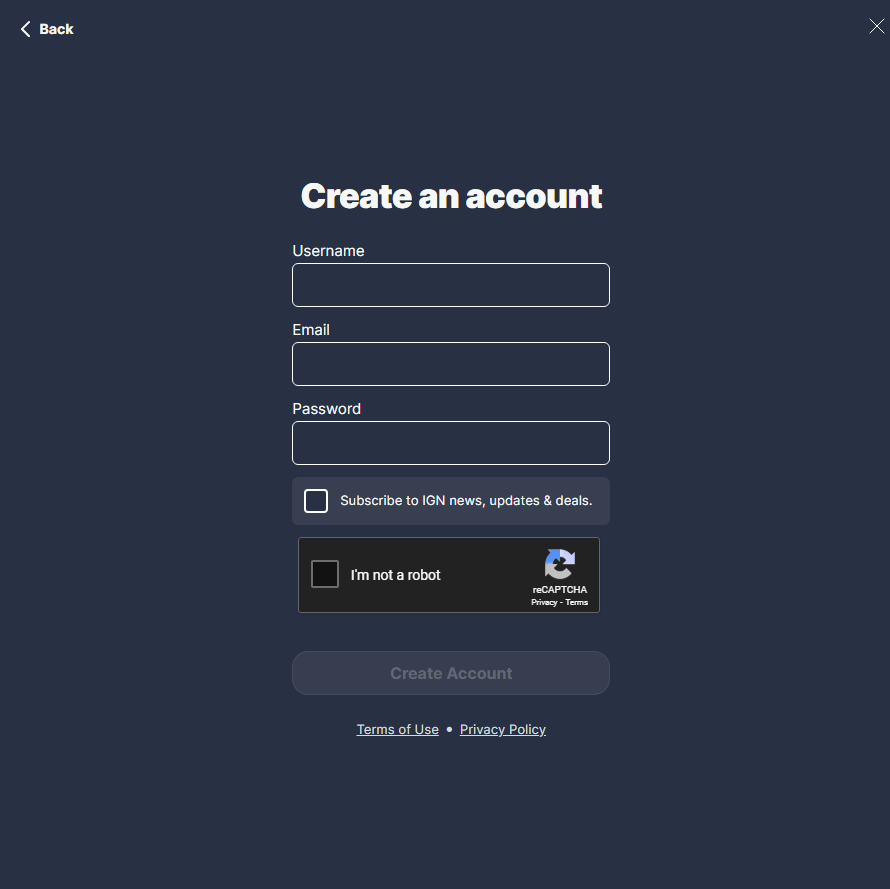 Back
Create an account
Username
Email
Password
Subscribe to IGN news, updates & deals.
I'm not a robot
reCAPTCHA
Privacy - Terms
Create Account
Terms of Use • Privacy Policy